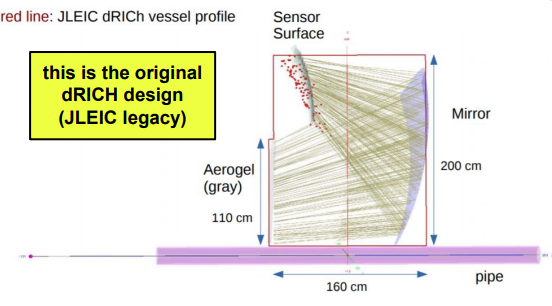 red line: JLEIC dRICh vessel profile
Sensor
Surface
this is the original
dRICH design
(JLEIC legacy)
Mirror
Aerogel
(gray)
200 cm
110 cm
160 cm
pipe